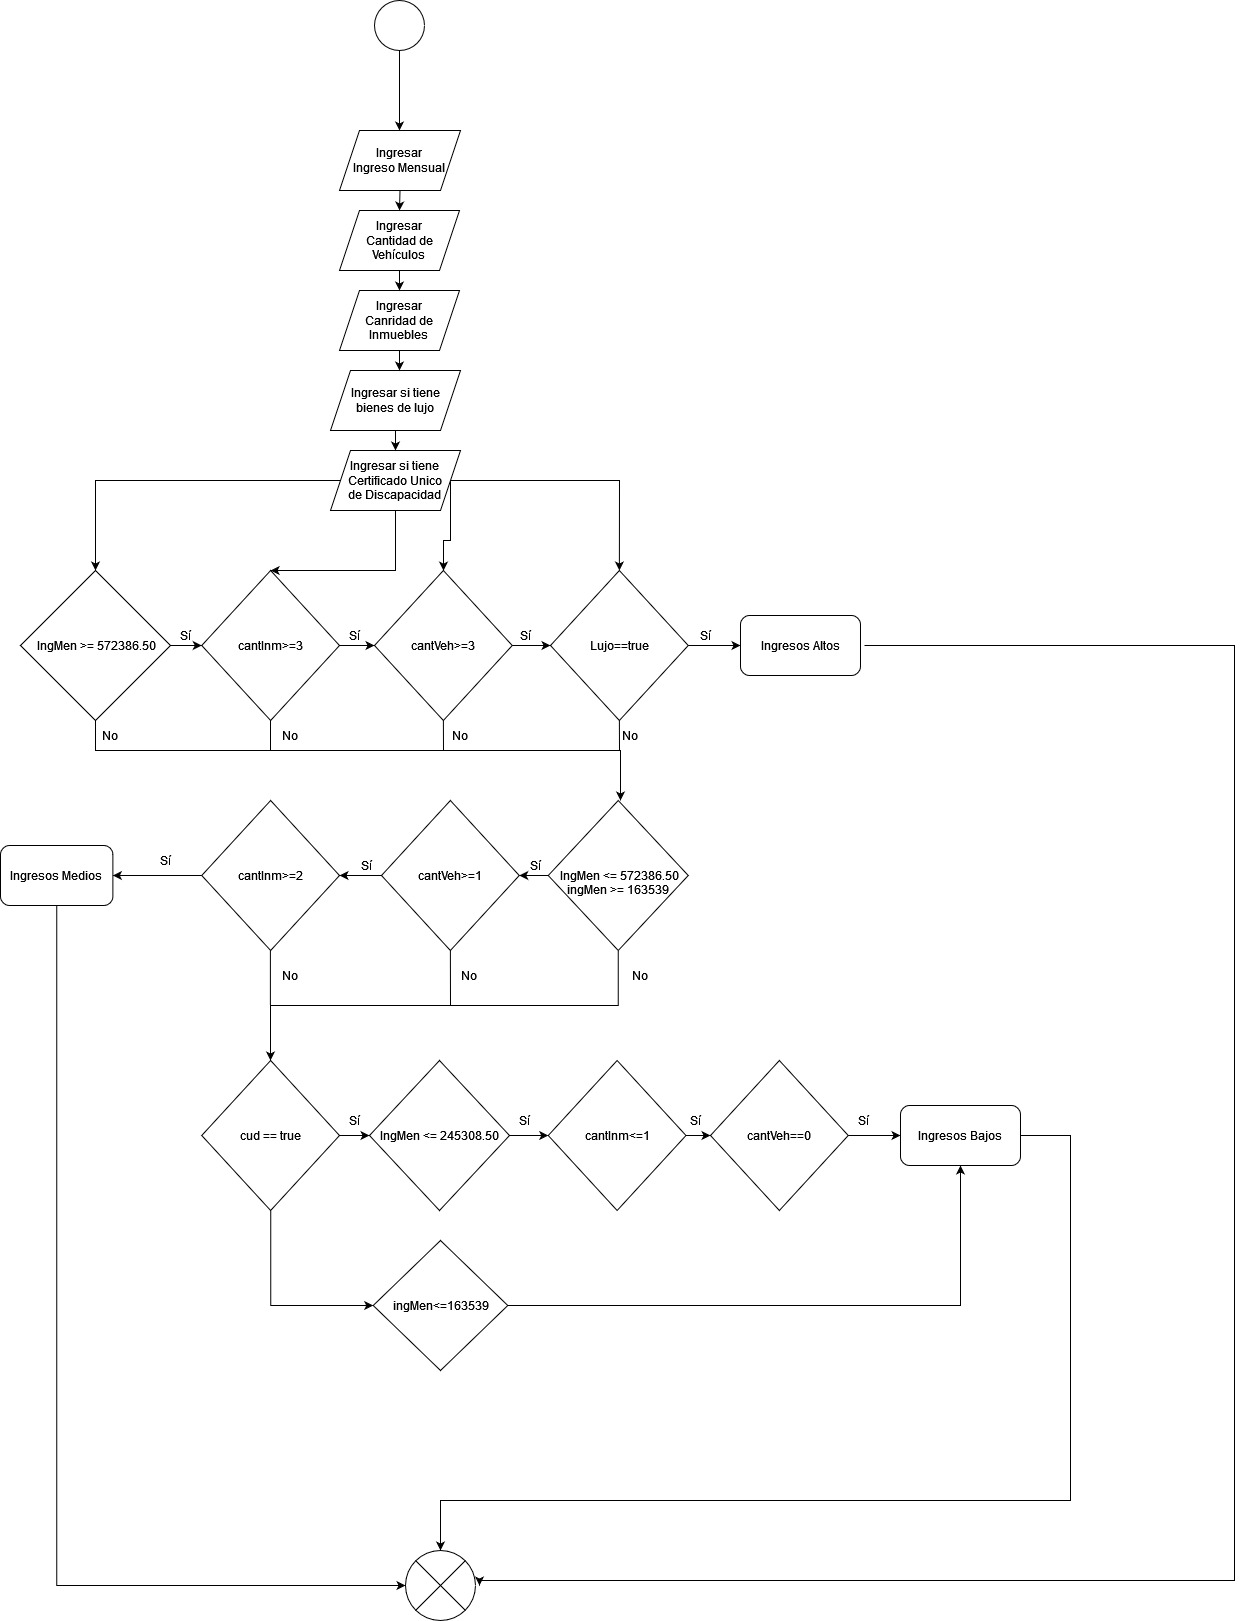 Ingresar
Ingreso Mensual
Ingresar
Cantidad de
Vehículos
Ingresar
Canridad de
Inmuebles
Ingresar si tiene
bienes de lujo
Ingresar si tiene
Certificado Unico
de Discapacidad
IngMen >= 572386.50
Sí
cantInm>=3
Sí
cantVeh>=3
Sí
Lujo==true
Sí
Ingresos Altos
No
No
No
No
Ingresos Medios
Sí
cantInm>=2
Sí
cantVeh>=1
Sí
IngMen <= 572386.50
ingMen >= 163539
No
No
No
cud == true
Sí
IngMen <= 245308.50
Sí
cantInm<=1
Sí
cantVeh==0
Sí
Ingresos Bajos
ingMen<=163539